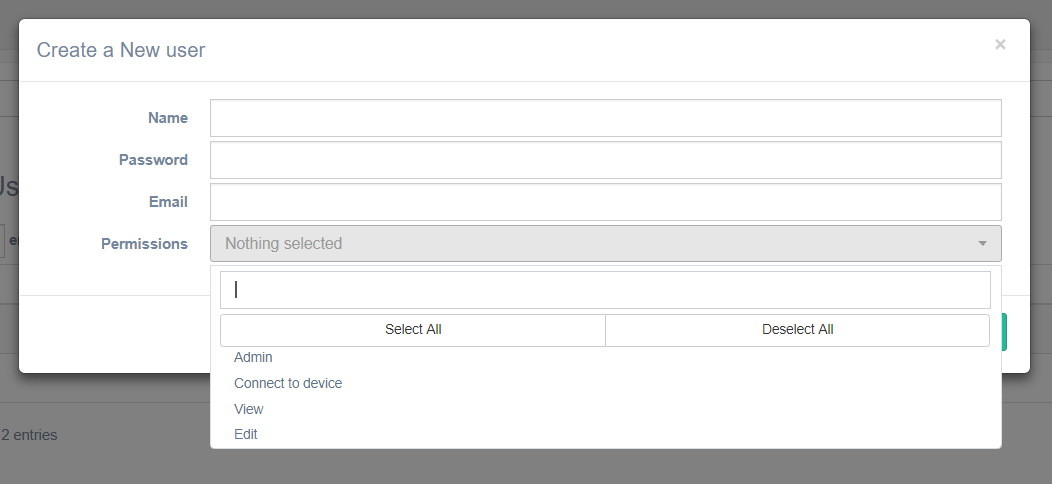 Create a New user
×
Name
Password
Email
Permissions
Nothing selected
Select All
Deselect All
Admin
Connect to device
View
Edit
2 entries